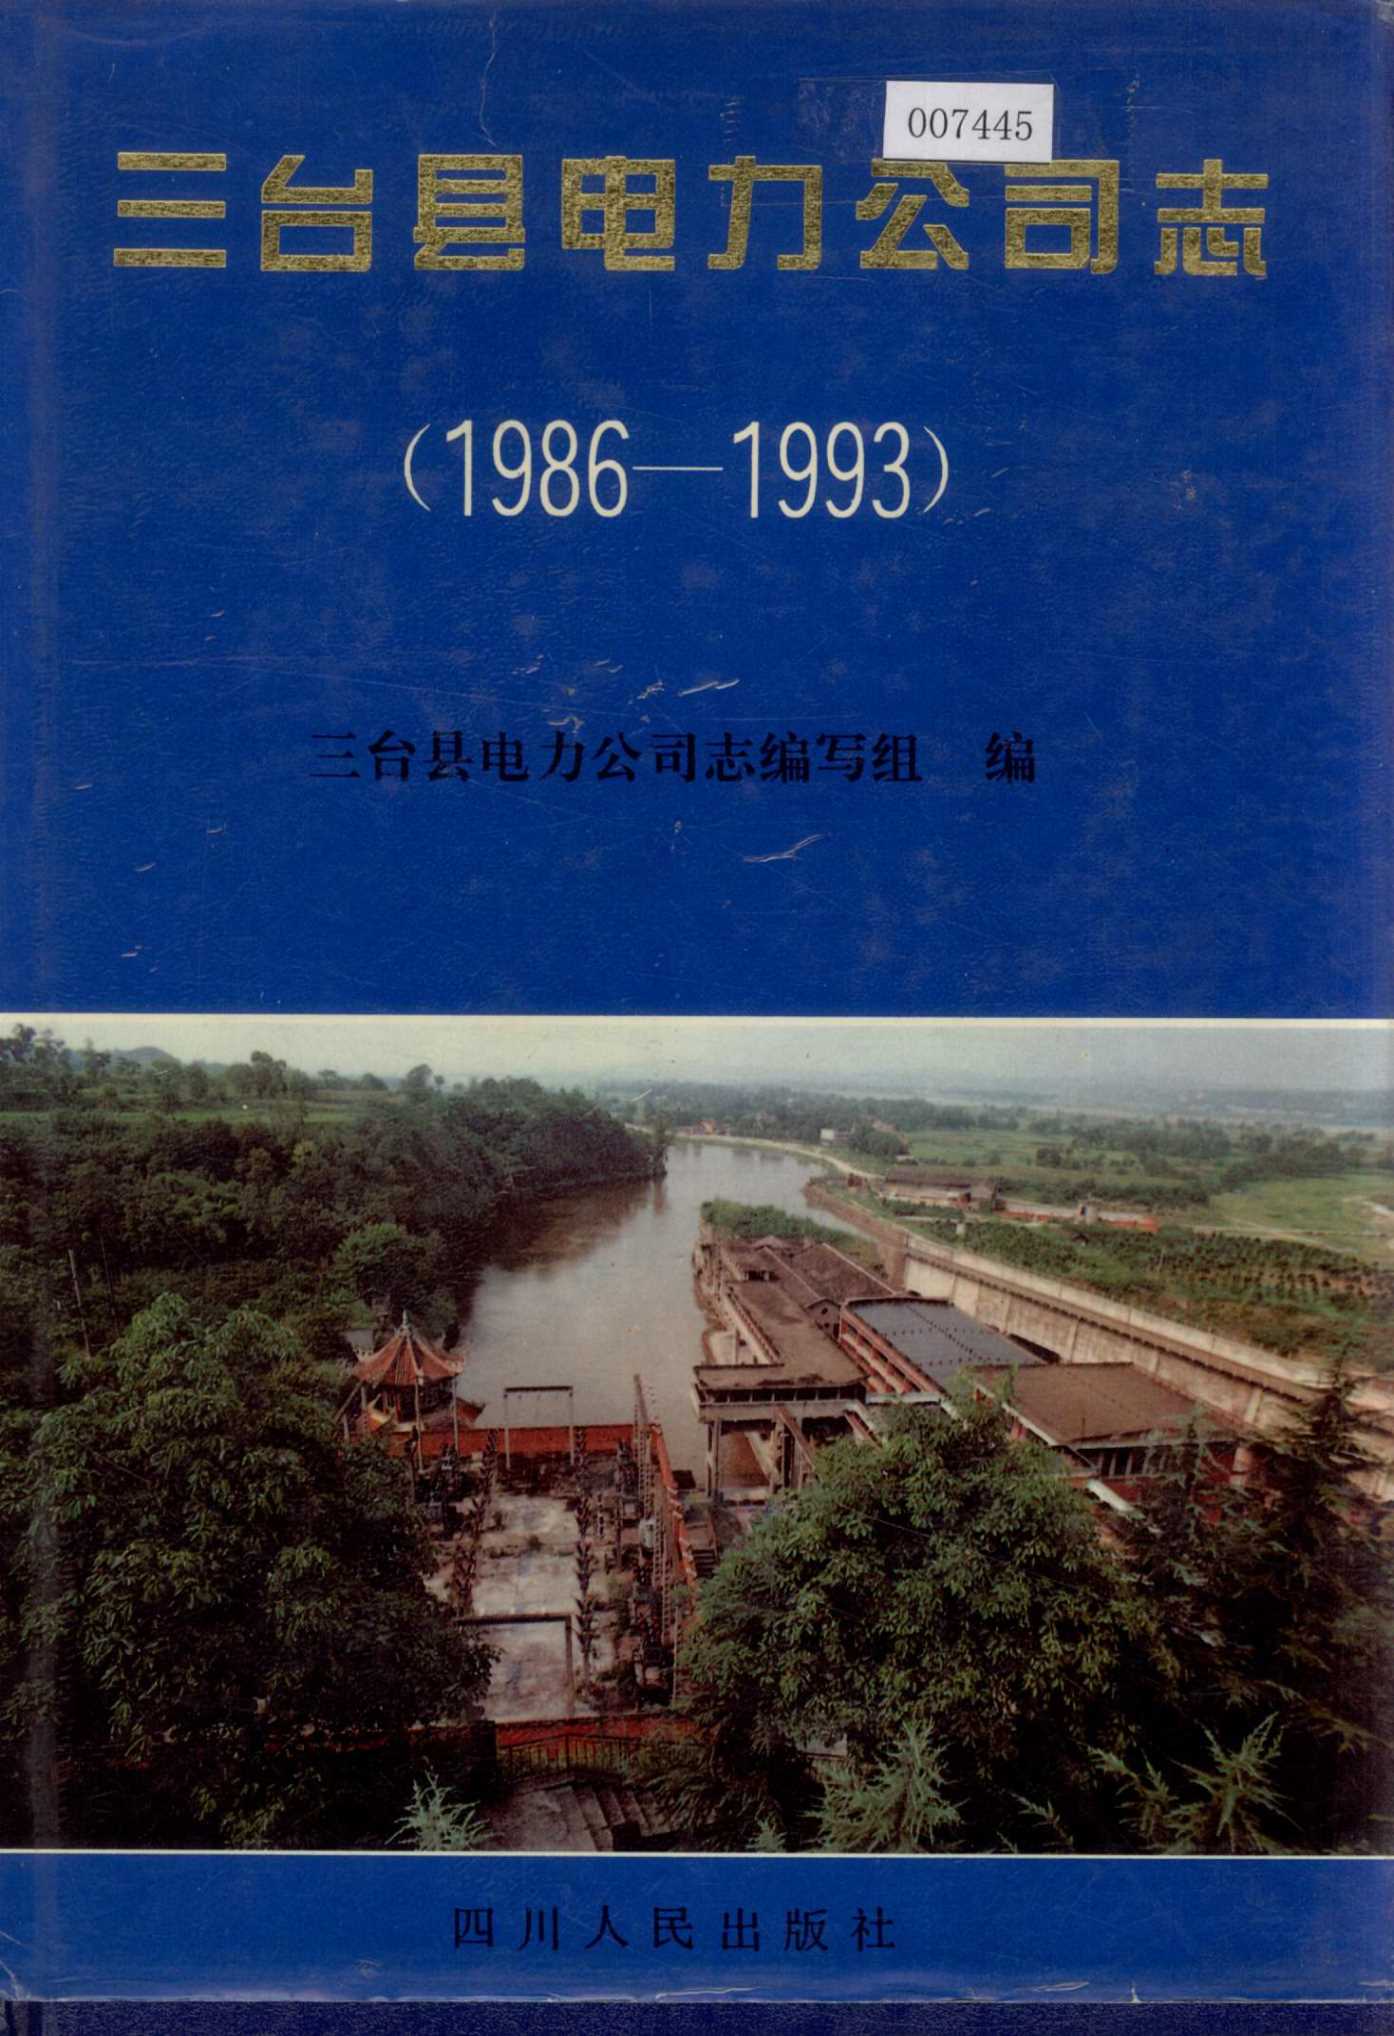 007445
三台县电力公司志
(1986—1993)
三台县电力公司志编写组 编
四川人民出版社